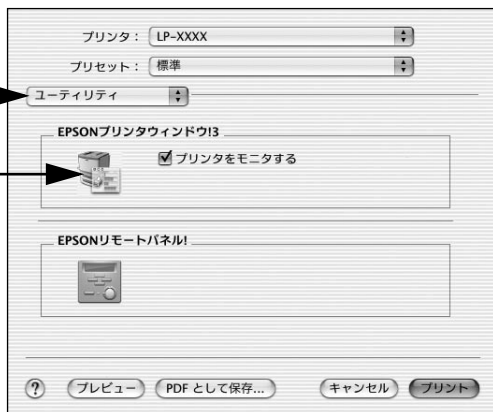 プリンタ： LP-XXXX
プリセット： 標準
ユーティリティ
EPSONプリンタウィンドウ!3
プリンタをモニタする
EPSONリモートパネル!
? プレビュー PDF として保存... キャンセル プリント